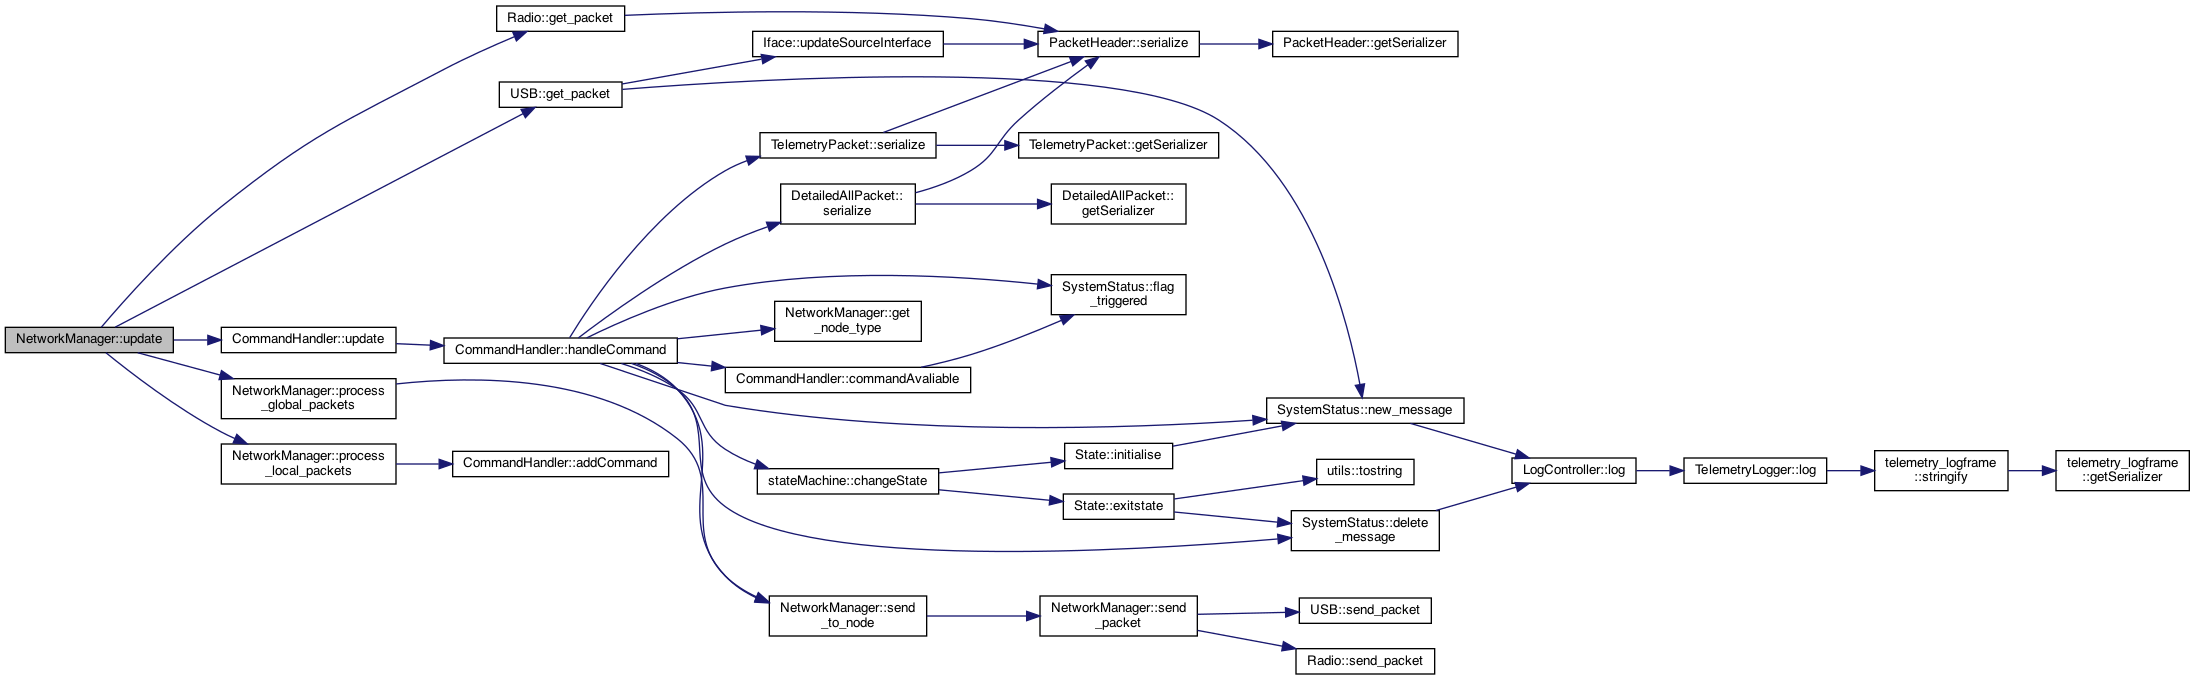 Radio::get_packet
Iface::updateSourceInterface
PacketHeader::serialize
PacketHeader::getSerializer
USB::get_packet
TelemetryPacket::serialize
TelemetryPacket::getSerializer
DetailedAllPacket::
serialize
DetailedAllPacket::
getSerializer
SystemStatus::flag
_triggered
NetworkManager::get
_node_type
NetworkManager::update
CommandHandler::update
CommandHandler::handleCommand
CommandHandler::commandAvaliable
NetworkManager::process
_global_packets
SystemStatus::new_message
NetworkManager::process
_local_packets
CommandHandler::addCommand
State::initialise
stateMachine::changeState
utils::tostring
LogController::log
TelemetryLogger::log
telemetry_logframe
::stringify
telemetry_logframe
::getSerializer
State::exitstate
SystemStatus::delete
_message
NetworkManager::send
_to_node
NetworkManager::send
_packet
USB::send_packet
Radio::send_packet